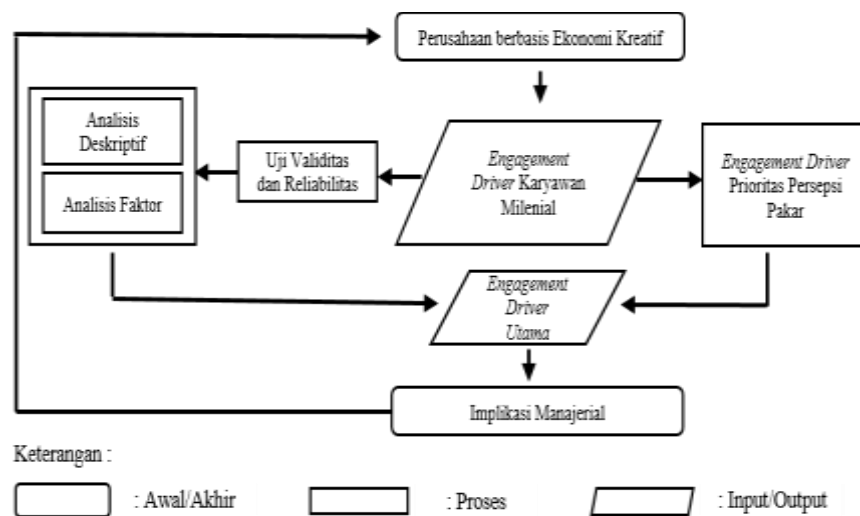 Perusahaan berbasis Ekonomi Kreatif
Analisis
Deskriptif
Analisis Faktor
Uji Validitas
dan Reliabilitas
Engagement
Driver Karyawan
Milenial
Engagement Driver
Prioritas Persepsi
Pakar
Engagement
Driver
Utama
Implikasi Manajerial
Keterangan :
: Awal/Akhir
: Proses
: Input/Output